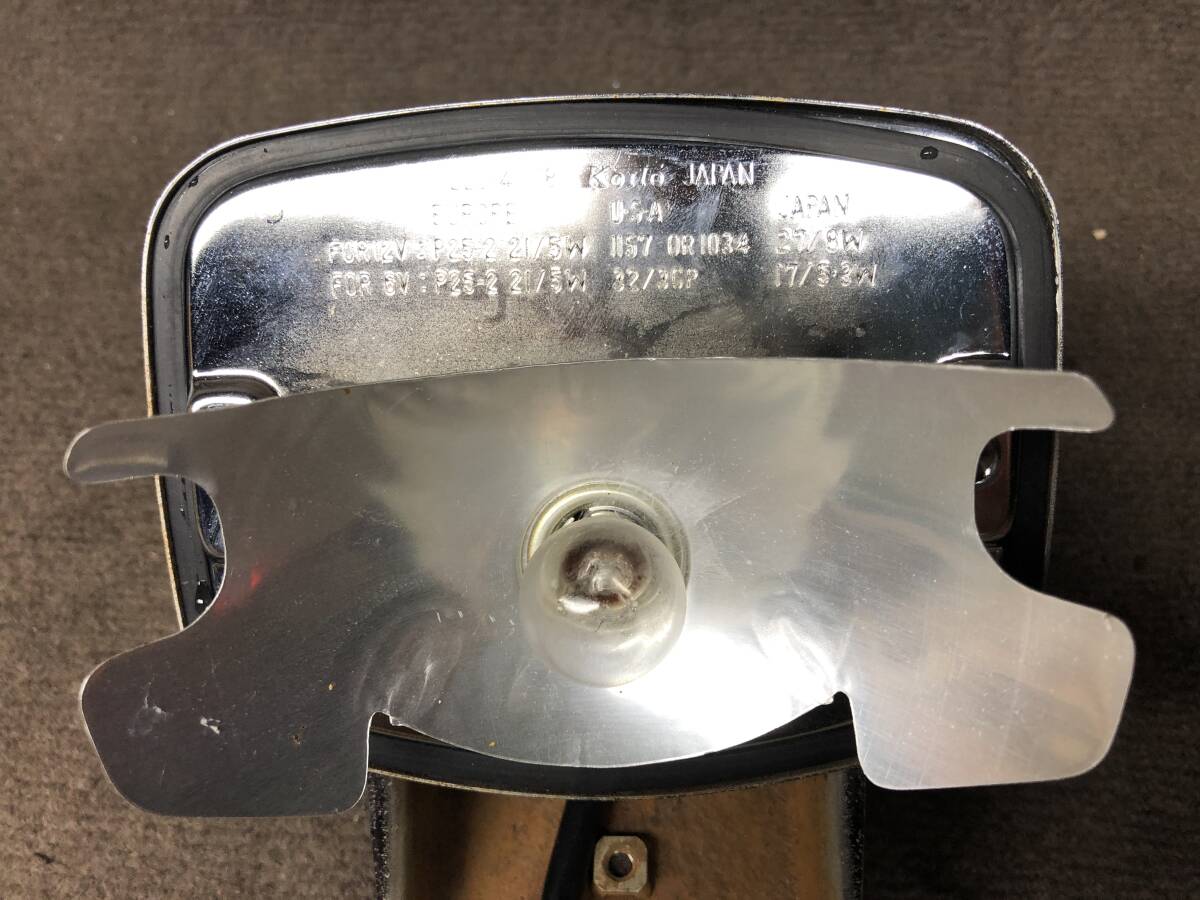 Koito JAPAN
EUROPE U·S·A JAPAN
FOR 12V : P25-2 21/5W 1157 OR 1034 27/8W
FOR 6V : P25-2 21/5W 32/3CP 17/5·3W